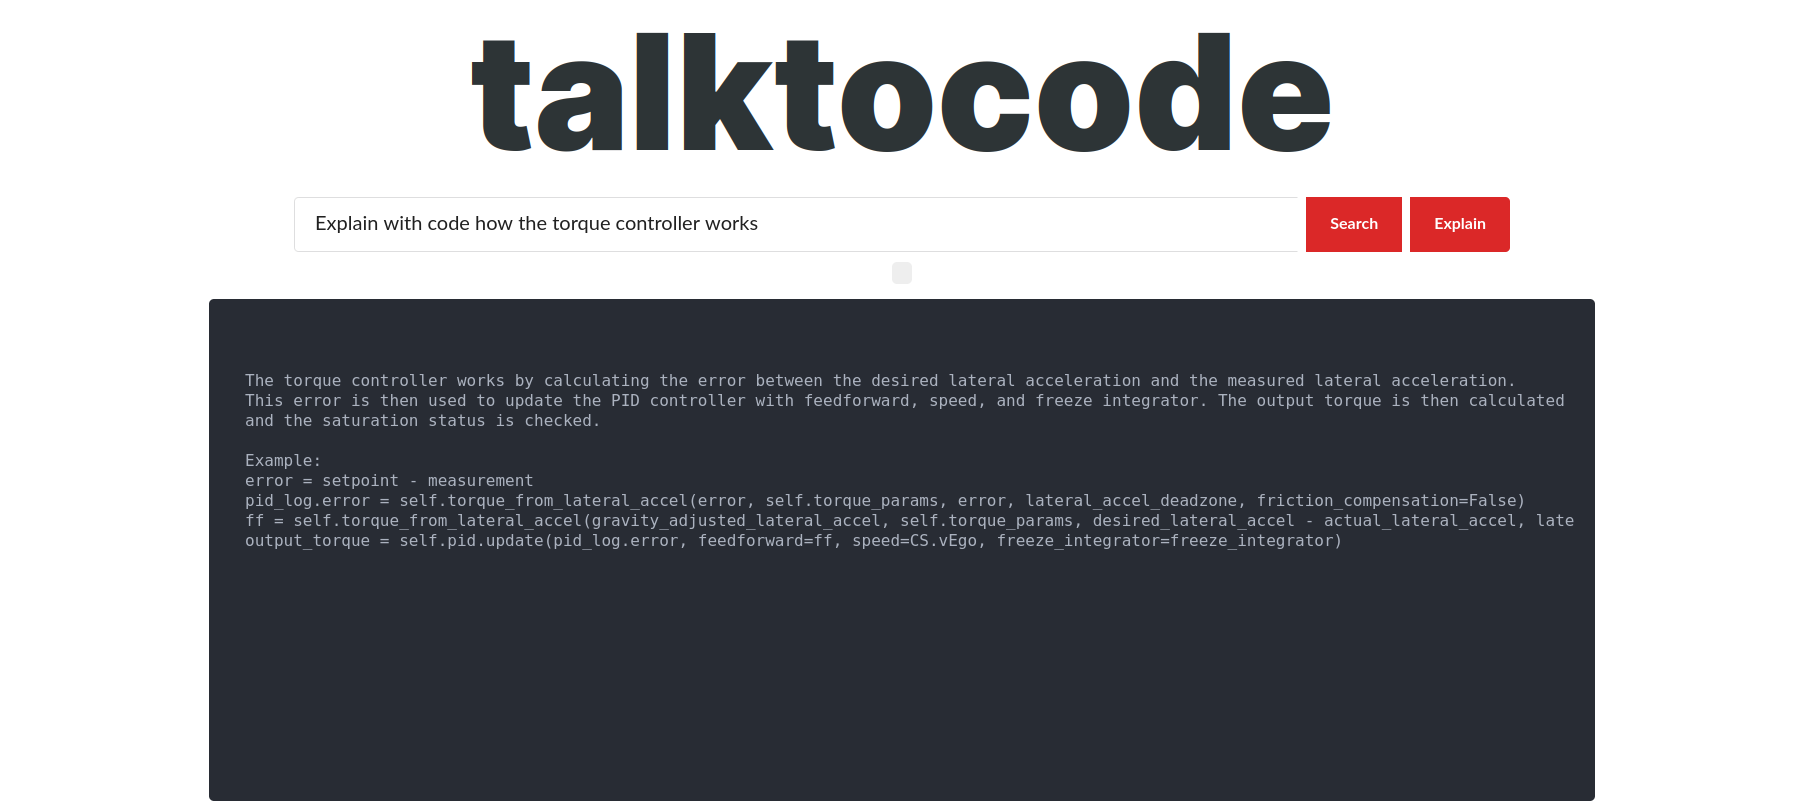 talktocode
Explain with code how the torque controller works
Search
Explain
The torque controller works by calculating the error between the desired lateral acceleration and the measured lateral acceleration.
This error is then used to update the PID controller with feedforward, speed, and freeze integrator. The output torque is then calculated
and the saturation status is checked.
Example:
error = setpoint - measurement
pid_log.error = self.torque_from_lateral_accel(error, self.torque_params, error, lateral_accel_deadzone, friction_compensation=False)
ff = self.torque_from_lateral_accel(gravity_adjusted_lateral_accel, self.torque_params, desired_lateral_accel - actual_lateral_accel, late
output_torque = self.pid.update(pid_log.error, feedforward=ff, speed=CS.vEgo, freeze_integrator=freeze_integrator)